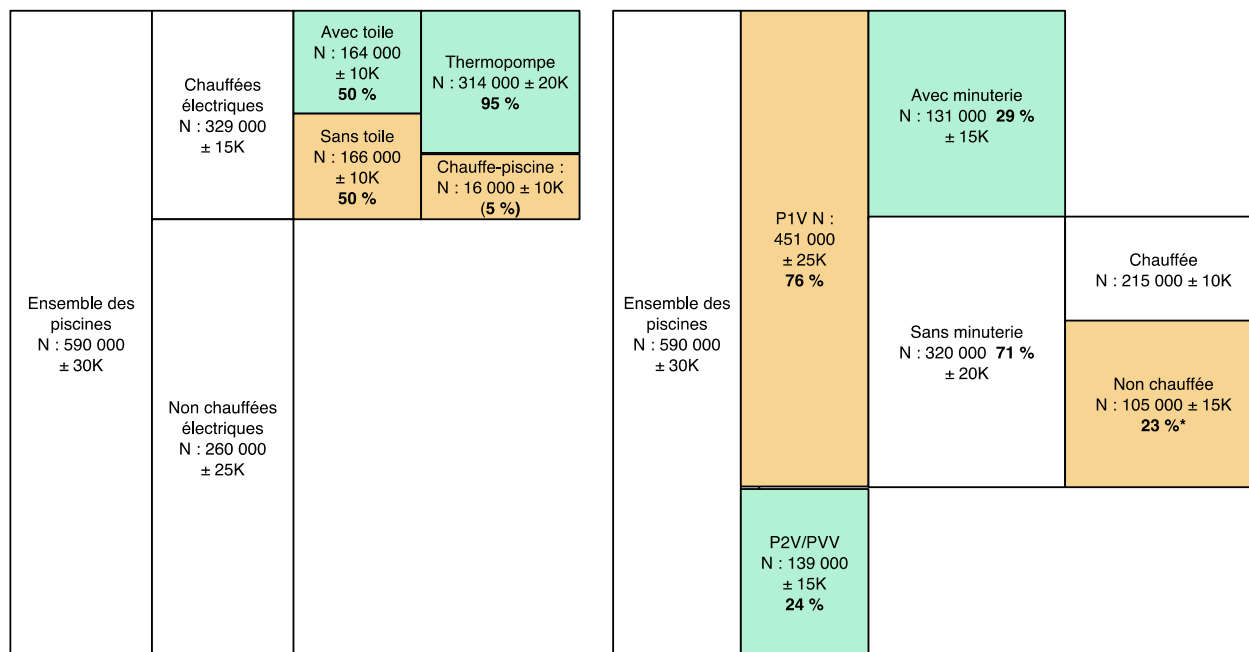 Ensemble des
piscines
N : 590 000
± 30K
Chauffées
électriques
N : 329 000
± 15K
Non chauffées
électriques
N : 260 000
± 25K
Avec toile
N : 164 000
± 10K
50 %
Sans toile
N : 166 000
± 10K
50 %
Thermopompe
N : 314 000 ± 20K
95 %
Chauffe-piscine :
N : 16 000 ± 10K
(5 %)
Ensemble des
piscines
N : 590 000
± 30K
P1V N :
451 000
± 25K
76 %
P2V/PVV
N : 139 000
± 15K
24 %
Avec minuterie
N : 131 000 29 %
± 15K
Sans minuterie
N : 320 000 71 %
± 20K
Chauffée
N : 215 000 ± 10K
Non chauffée
N : 105 000 ± 15K
23 %*